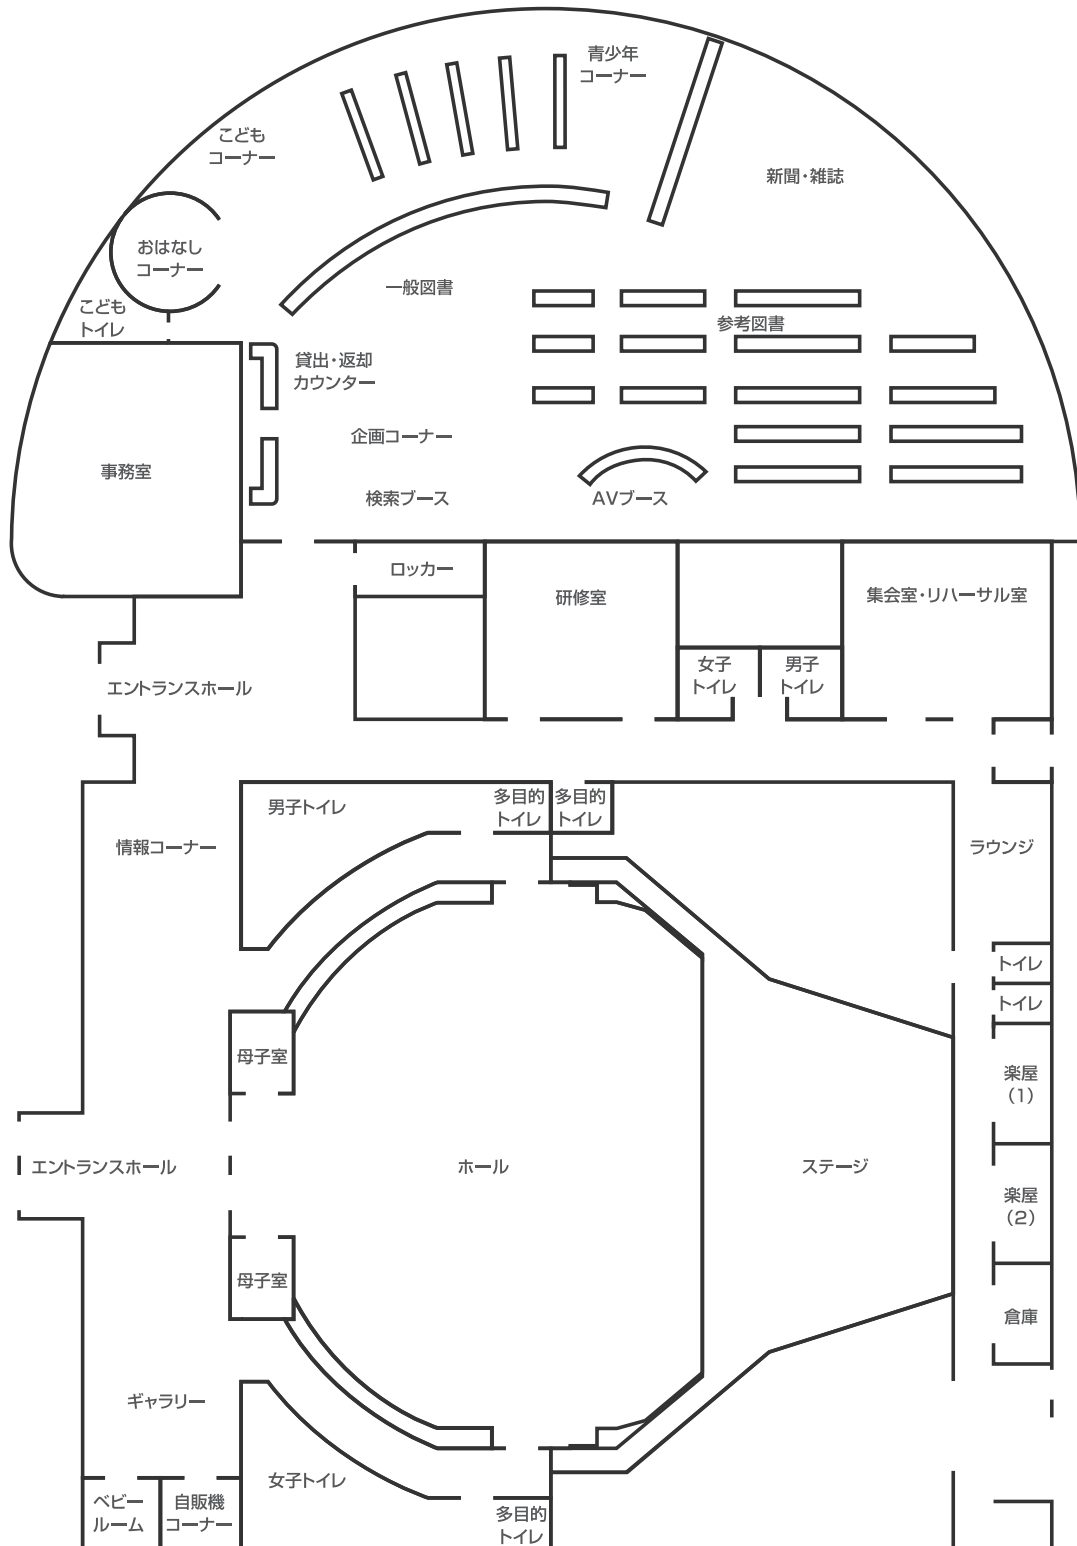 青少年
コーナー
こども
コーナー
新聞・雑誌
おはなし
コーナー
一般図書
こども
トイレ
参考図書
貸出・返却
カウンター
企画コーナー
事務室
検索ブース
AVブース
ロッカー
研修室
集会室・リハーサル室
女子
トイレ
男子
トイレ
エントランスホール
男子トイレ
多目的
トイレ
多目的
トイレ
情報コーナー
ラウンジ
トイレ
トイレ
母子室
楽屋
(1)
エントランスホール
ホール
ステージ
楽屋
(2)
母子室
倉庫
ギャラリー
女子トイレ
ベビー
ルーム
自販機
コーナー
多目的
トイレ